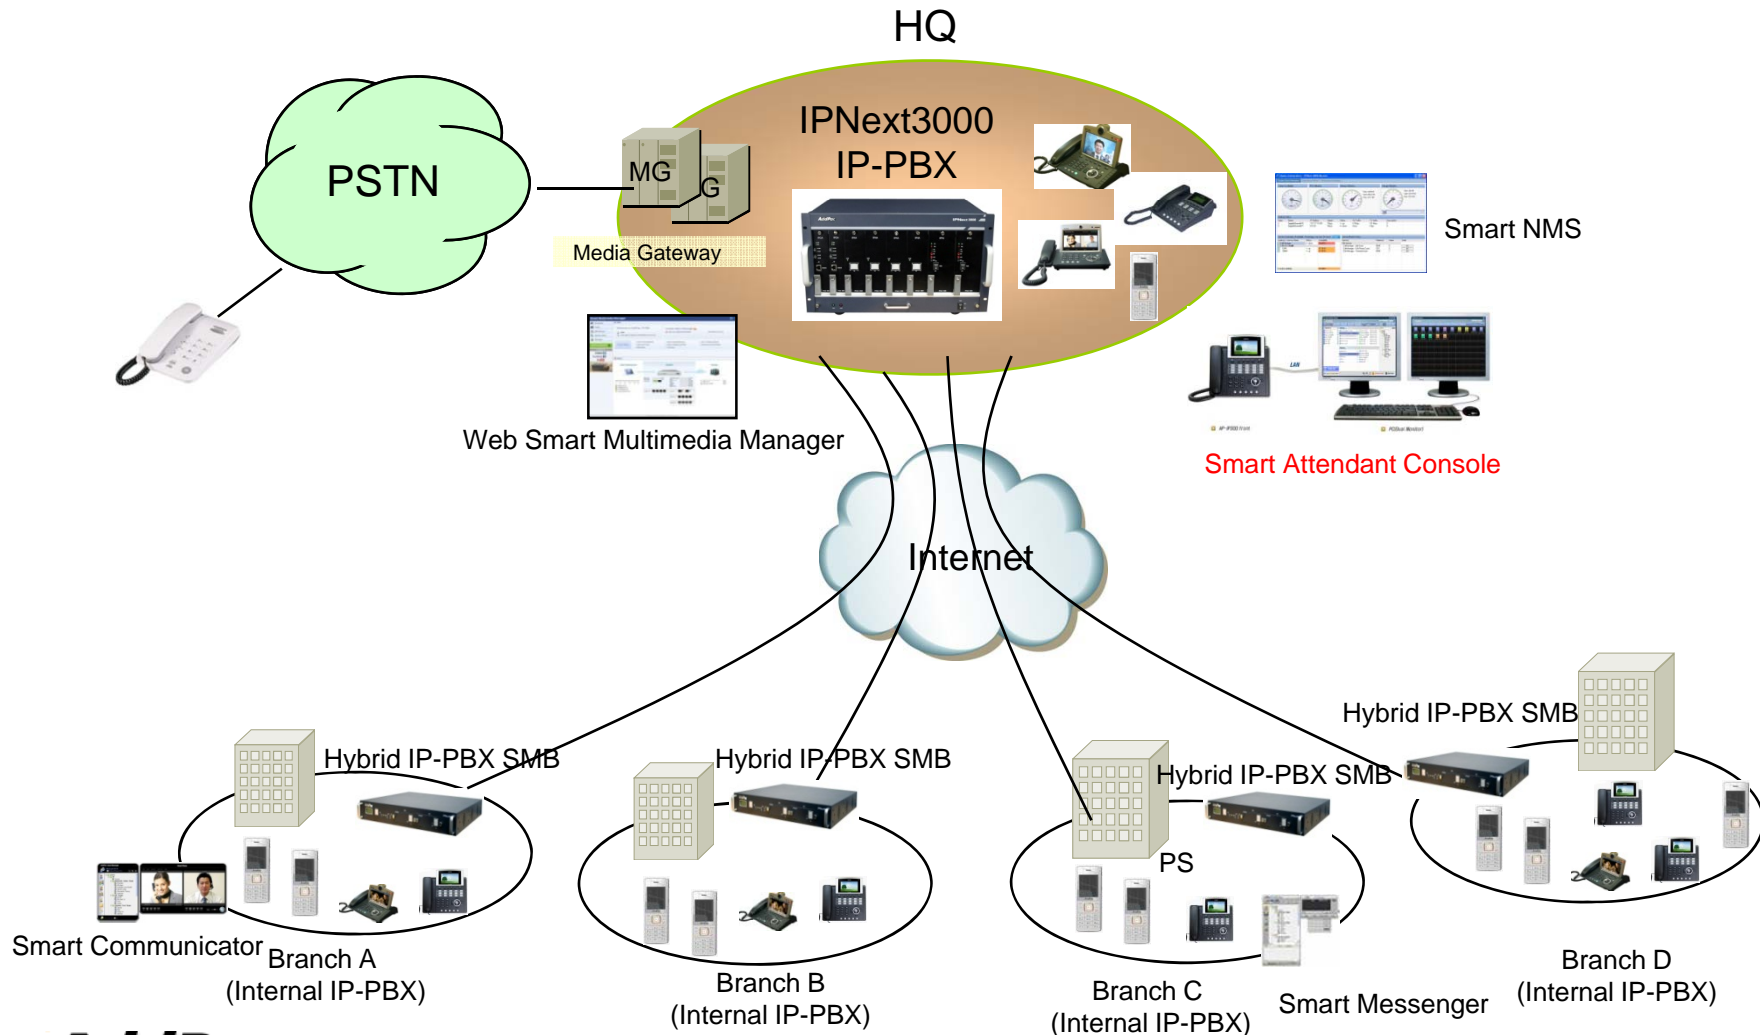 HQ
IPNext3000
IP-PBX
PSTN
MG
G
Media Gateway
Smart NMS
LAN
Web Smart Multimedia Manager
Smart Attendant Console
Internet
Hybrid IP-PBX SMB
Hybrid IP-PBX SMB
Hybrid IP-PBX SMB
Hybrid IP-PBX SMB
PS
Smart Communicator
Branch A
(Internal IP-PBX)
Branch B
(Internal IP-PBX)
Branch C
(Internal IP-PBX)
Smart Messenger
Branch D
(Internal IP-PBX)